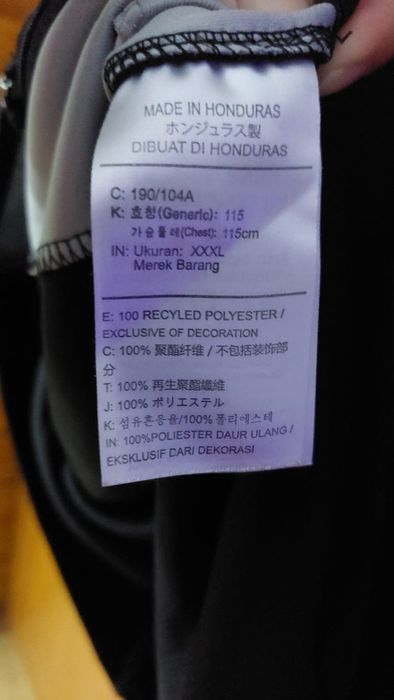 MADE IN HONDURAS
ホンジュラス製
DIBUAT DI HONDURAS
C: 190/104A
K: 호칭(Generic): 115
가슴둘레(Chest): 115cm
IN: Ukuran: XXXL
Merek Barang
E: 100 RECYLED POLYESTER /
EXCLUSIVE OF DECORATION
C: 100% 聚酯纤维 / 不包括装饰部
分
T: 100% 再生聚酯纖維
J: 100% ポリエステル
K: 섬유혼용율/100% 폴리에스테
IN: 100%POLIESTER DAUR ULANG /
EKSKLUSIF DARI DEKORASI